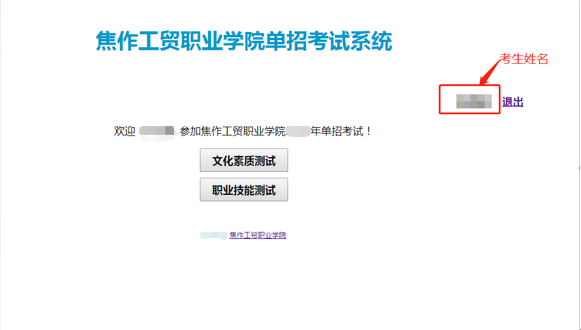 焦作工贸职业学院单招考试系统
考生姓名
退出
欢迎 参加焦作工贸职业学院 年单招考试！
文化素质测试
职业技能测试
焦作工贸职业学院